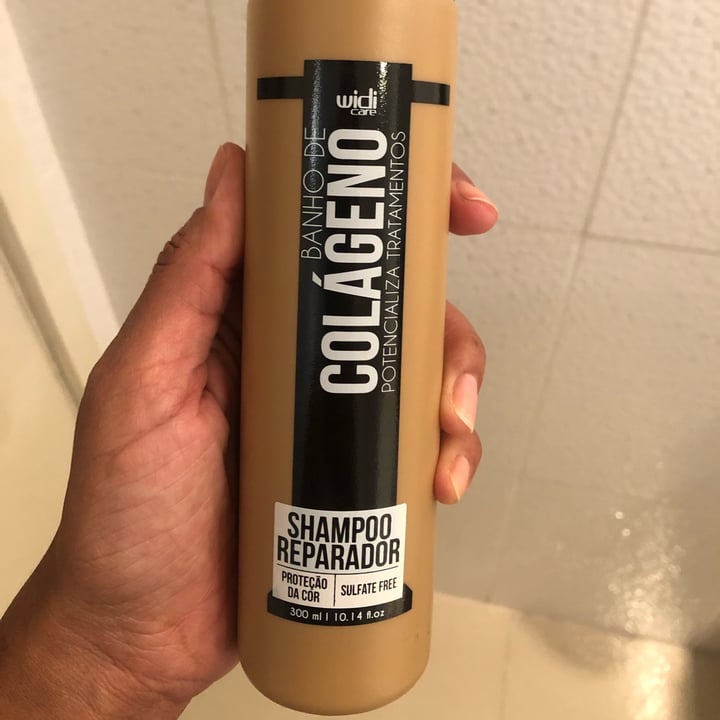 widi
care
BANHO DE
COLÁGENO
POTENCIALIZA TRATAMENTOS
SHAMPOO
REPARADOR
PROTEÇÃO
DA COR
SULFATE FREE
300 ml | 10.14 fl.oz